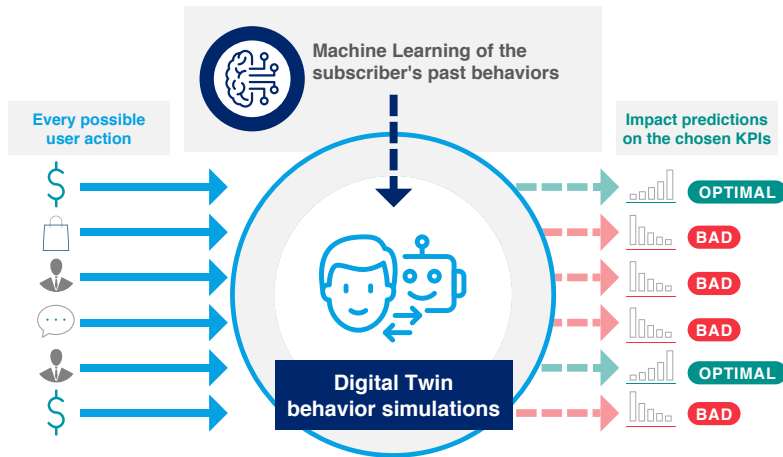 Machine Learning of the
subscriber's past behaviors
Every possible
user action
Impact predictions
on the chosen KPIs
OPTIMAL
BAD
BAD
BAD
OPTIMAL
BAD
Digital Twin
behavior simulations